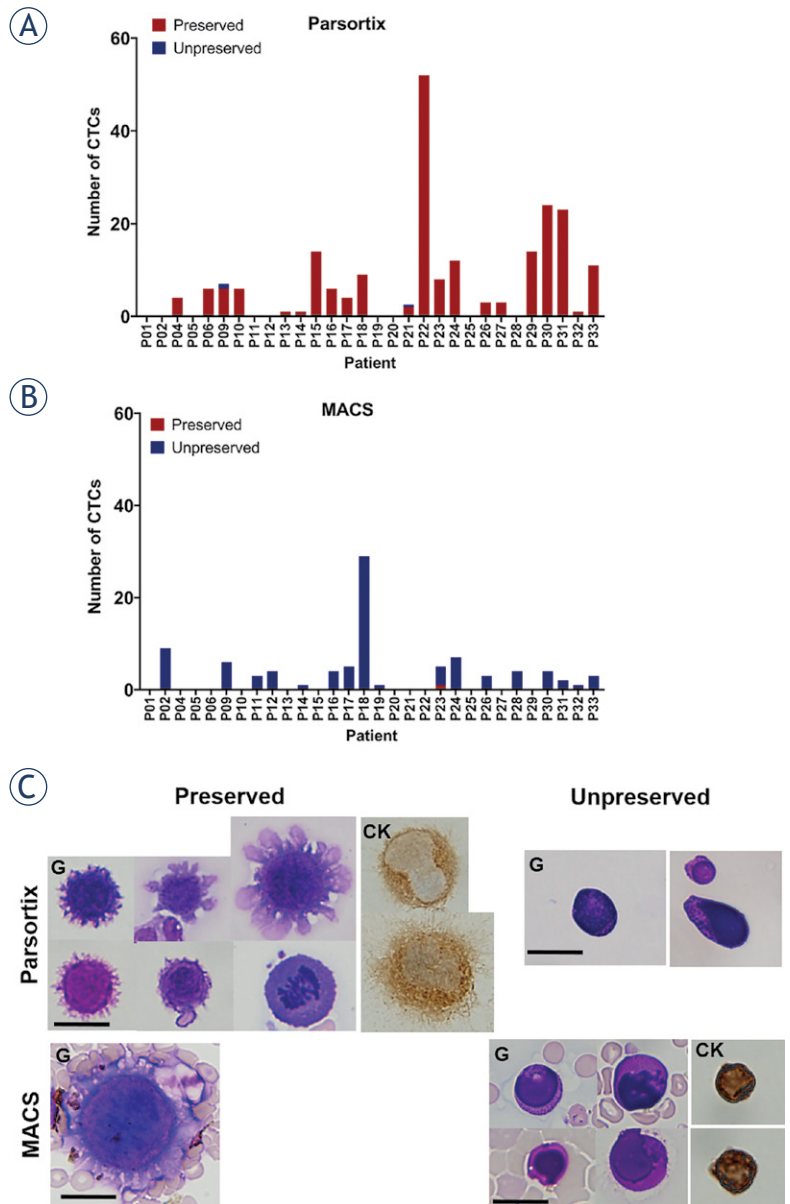 A
Parsortix
Preserved
Unpreserved
Number of CTCs
60
40
20
0
P01 P02 P04 P05 P06 P09 P10 P11 P12 P13 P14 P15 P16 P17 P18 P19 P20 P21 P22 P23 P24 P25 P26 P27 P28 P29 P30 P31 P32 P33
Patient
B
MACS
Preserved
Unpreserved
Number of CTCs
60
40
20
0
P01 P02 P04 P05 P06 P09 P10 P11 P12 P13 P14 P15 P16 P17 P18 P19 P20 P21 P22 P23 P24 P25 P26 P27 P28 P29 P30 P31 P32 P33
Patient
C
Preserved
Unpreserved
Parsortix
G
CK
G
MACS
G
G
CK